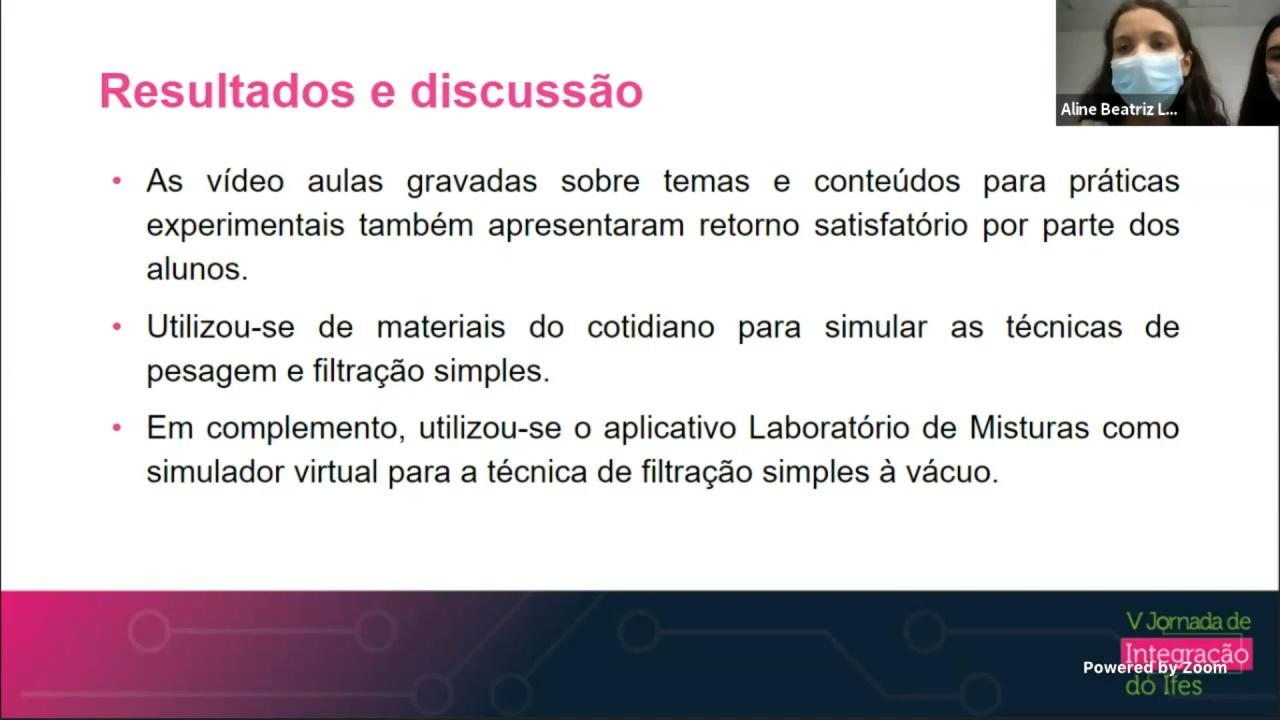 Resultados e discussão
Aline Beatriz L...
• As vídeo aulas gravadas sobre temas e conteúdos para práticas
experimentais também apresentaram retorno satisfatório por parte dos
alunos.
• Utilizou-se de materiais do cotidiano para simular as técnicas de
pesagem e filtração simples.
• Em complemento, utilizou-se o aplicativo Laboratório de Misturas como
simulador virtual para a técnica de filtração simples à vácuo.
V Jornada de
Integração
Powered by Zoom
do Ifes